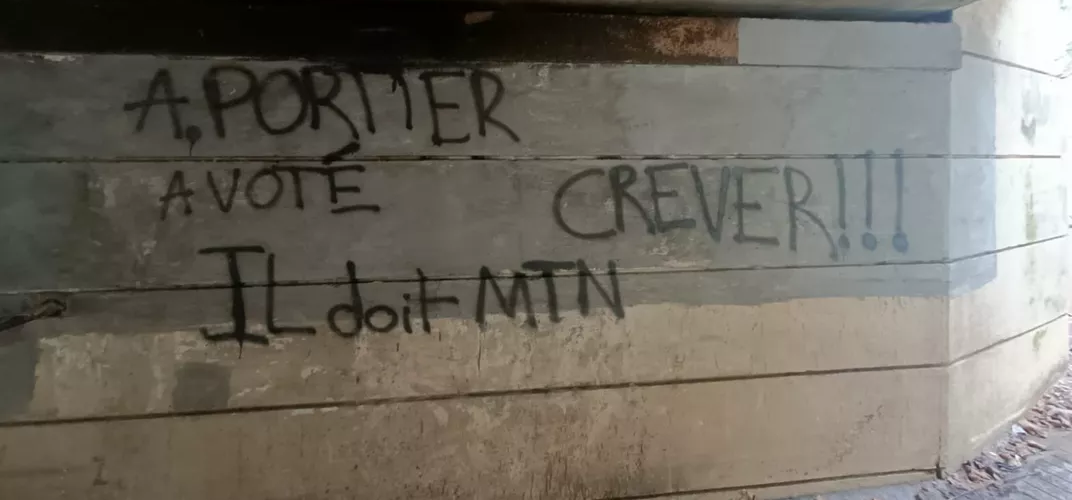 A. PORTIER
A VOTÉ
IL doit MTN
CREVER!!!